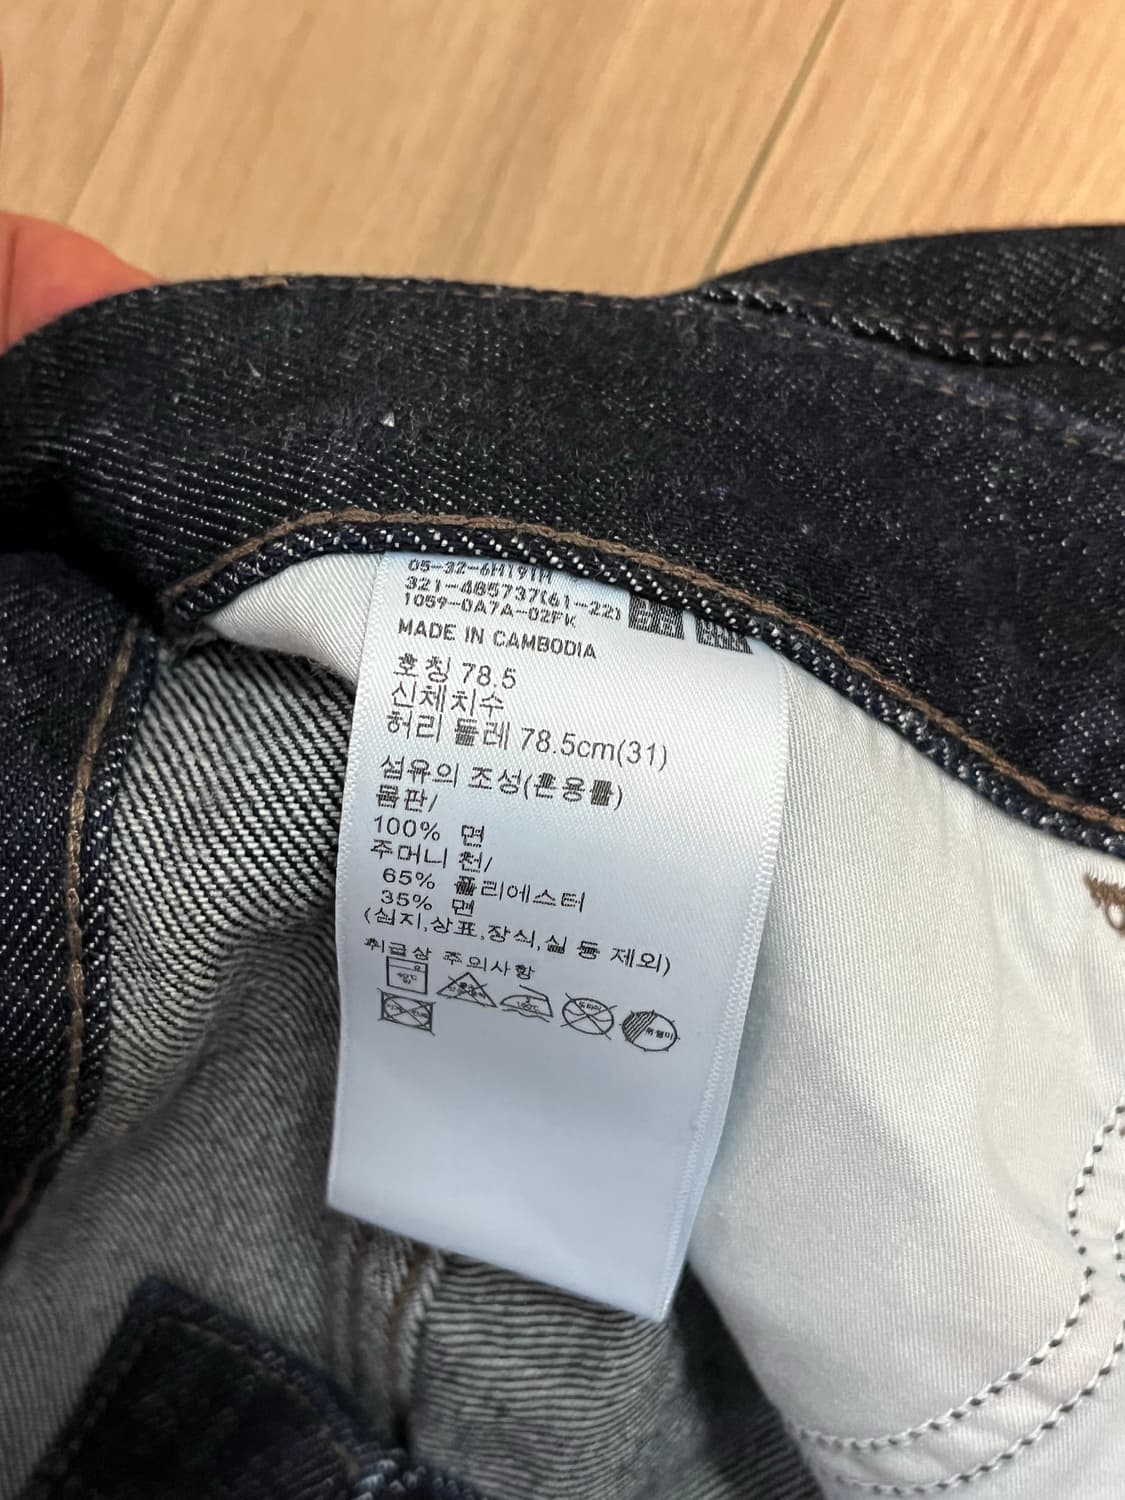 05-32-6M191M
321-485737(61-22)
1059-0A7A-02FK
MADE IN CAMBODIA
호칭 78.5
신체치수
허리 둘레 78.5cm(31)
섬유의 조성(혼용률)
몸판/
100% 면
주머니 천/
65% 폴리에스터
35% 면
(심지,상표,장식,실 등 제외)
취급상 주의사항